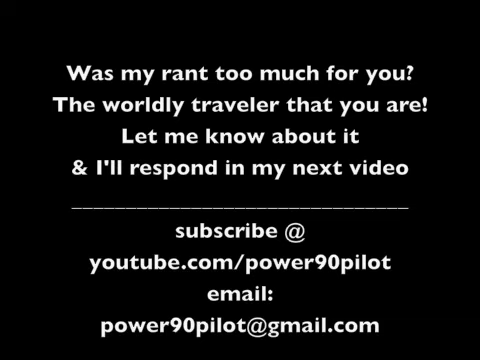 Was my rant too much for you?
The worldly traveler that you are!
Let me know about it
& I'll respond in my next video
________________________________
subscribe @
youtube.com/power90pilot
email:
power90pilot@gmail.com